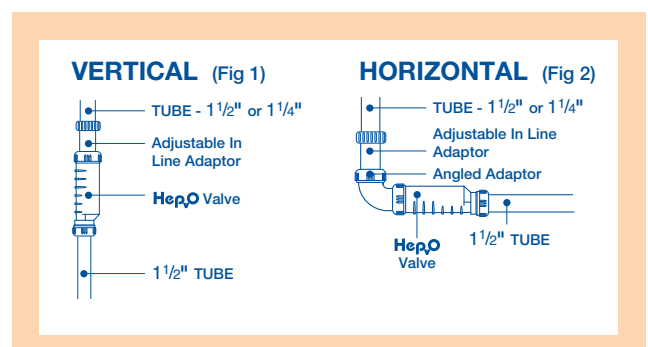 VERTICAL (Fig 1)
TUBE - 1 1/2" or 1 1/4"
Adjustable In
Line Adaptor
HepvO Valve
1 1/2" TUBE
HORIZONTAL (Fig 2)
TUBE - 1 1/2" or 1 1/4"
Adjustable In Line
Adaptor
Angled Adaptor
HepvO
Valve
1 1/2" TUBE